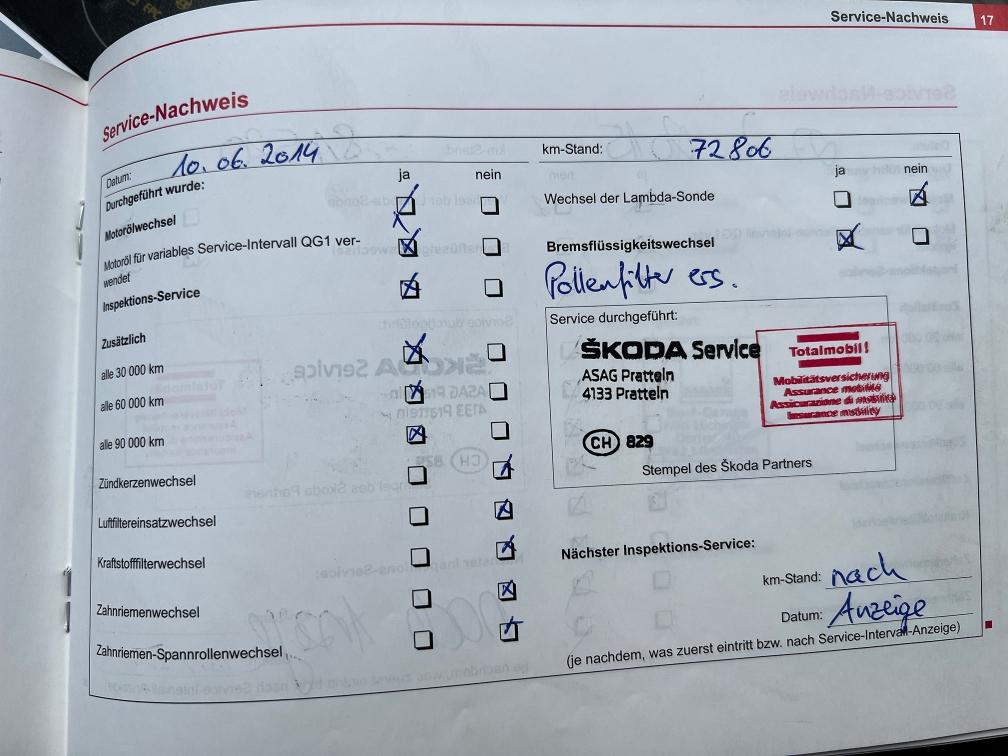 Service-Nachweis 17
Service-Nachweis
Datum: 10. 06. 2014
km-Stand: 72806
Durchgeführt wurde: ja nein
ja nein
Motorölwechsel
Motoröl für variables Service-Intervall QG1 ver-
wendet
Inspektions-Service
Zusätzlich
alle 30 000 km
alle 60 000 km
alle 90 000 km
Zündkerzenwechsel
Luftfiltereinsatzwechsel
Kraftstofffilterwechsel
Zahnriemenwechsel
Zahnriemen-Spannrollenwechsel
Wechsel der Lambda-Sonde
Bremsflüssigkeitswechsel
Pollenfilter ers.
Service durchgeführt:
ŠKODA Service
ASAG Pratteln
4133 Pratteln
CH 829
Totalmobil!
Mobilitätsversicherung
Assurance mobilité
Assicurazione di mobilità
Insurance mobility
Stempel des Škoda Partners
Nächster Inspektions-Service:
km-Stand: nach
Datum: Anzeige
(je nachdem, was zuerst eintritt bzw. nach Service-Intervall-Anzeige)